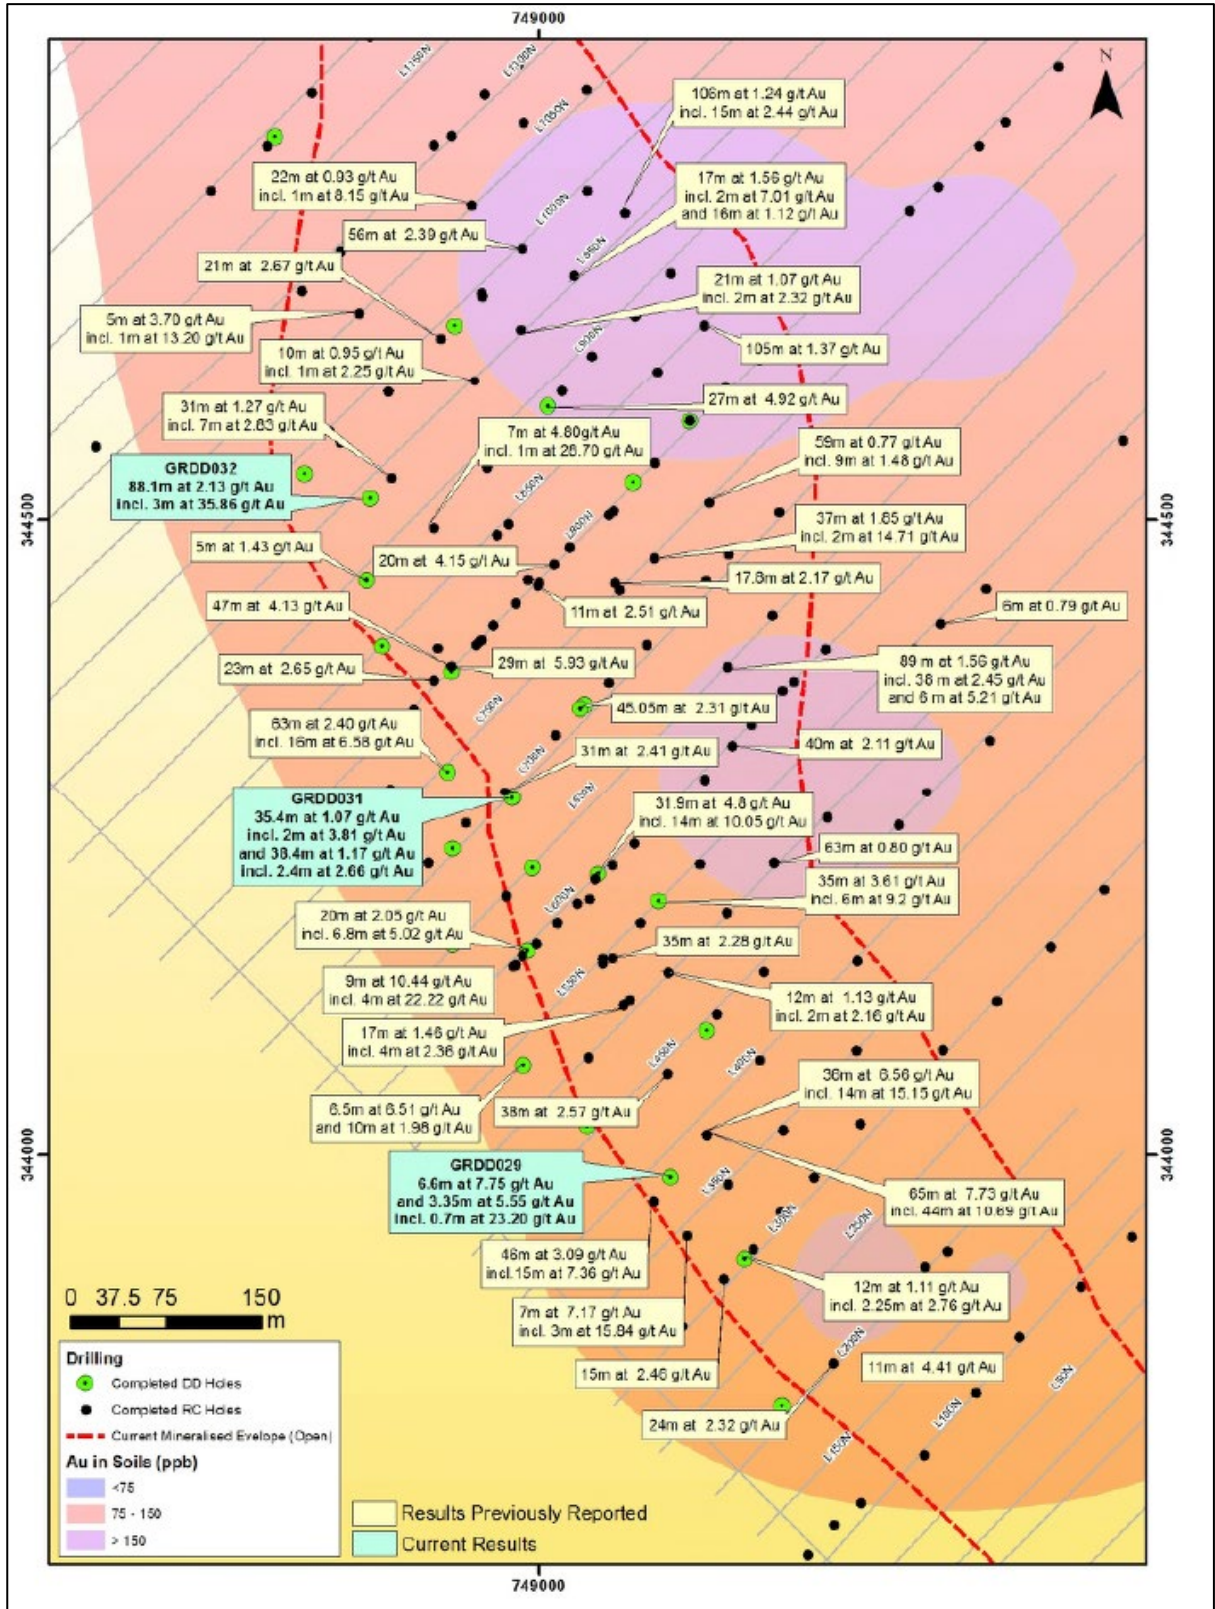 749000
N
L1150N
L1100N
L1050N
106m at 1.24 g/t Au
incl. 15m at 2.44 g/t Au
22m at 0.93 g/t Au
incl. 1m at 8.15 g/t Au
17m at 1.56 g/t Au
incl. 2m at 7.01 g/t Au
and 16m at 1.12 g/t Au
L1000N
56m at 2.39 g/t Au
L950N
21m at 2.67 g/t Au
21m at 1.07 g/t Au
incl. 2m at 2.32 g/t Au
5m at 3.70 g/t Au
incl. 1m at 13.20 g/t Au
L900N
10m at 0.95 g/t Au
incl. 1m at 2.25 g/t Au
105m at 1.37 g/t Au
27m at 4.92 g/t Au
31m at 1.27 g/t Au
incl. 7m at 2.83 g/t Au
7m at 4.80g/t Au
incl. 1m at 28.70 g/t Au
59m at 0.77 g/t Au
incl. 9m at 1.48 g/t Au
GRDD032
88.1m at 2.13 g/t Au
incl. 3m at 35.86 g/t Au
L850N
L800N
344500
344500
37m at 1.85 g/t Au
incl. 2m at 14.71 g/t Au
5m at 1.43 g/t Au
20m at 4.15 g/t Au
17.8m at 2.17 g/t Au
47m at 4.13 g/t Au
11m at 2.51 g/t Au
6m at 0.79 g/t Au
23m at 2.65 g/t Au
29m at 5.93 g/t Au
89 m at 1.56 g/t Au
incl. 38 m at 2.45 g/t Au
and 6 m at 5.21 g/t Au
L750N
45.05m at 2.31 g/t Au
63m at 2.40 g/t Au
incl. 16m at 6.58 g/t Au
L700N
31m at 2.41 g/t Au
40m at 2.11 g/t Au
GRDD031
35.4m at 1.07 g/t Au
incl. 2m at 3.81 g/t Au
and 38.4m at 1.17 g/t Au
incl. 2.4m at 2.66 g/t Au
L650N
31.9m at 4.8 g/t Au
incl. 14m at 10.05 g/t Au
63m at 0.80 g/t Au
35m at 3.61 g/t Au
incl. 6m at 9.2 g/t Au
L600N
20m at 2.05 g/t Au
incl. 6.8m at 5.02 g/t Au
35m at 2.28 g/t Au
9m at 10.44 g/t Au
incl. 4m at 22.22 g/t Au
L550N
12m at 1.13 g/t Au
incl. 2m at 2.16 g/t Au
17m at 1.46 g/t Au
incl. 4m at 2.36 g/t Au
L450N
L400N
36m at 6.56 g/t Au
incl. 14m at 15.15 g/t Au
6.5m at 6.51 g/t Au
and 10m at 1.98 g/t Au
38m at 2.57 g/t Au
344000
344000
GRDD029
6.6m at 7.75 g/t Au
and 3.35m at 5.55 g/t Au
incl. 0.7m at 23.20 g/t Au
L350N
65m at 7.73 g/t Au
incl. 44m at 10.69 g/t Au
L300N
L250N
46m at 3.09 g/t Au
incl.15m at 7.36 g/t Au
12m at 1.11 g/t Au
incl. 2.25m at 2.76 g/t Au
7m at 7.17 g/t Au
incl. 3m at 15.84 g/t Au
L200N
15m at 2.46 g/t Au
11m at 4.41 g/t Au
L50N
L100N
24m at 2.32 g/t Au
L150N
0 37.5 75 150
m
Drilling
Completed DD Holes
Completed RC Holes
Current Mineralised Evelope (Open)
Au in Soils (ppb)
<75
75 - 150
> 150
Results Previously Reported
Current Results
749000